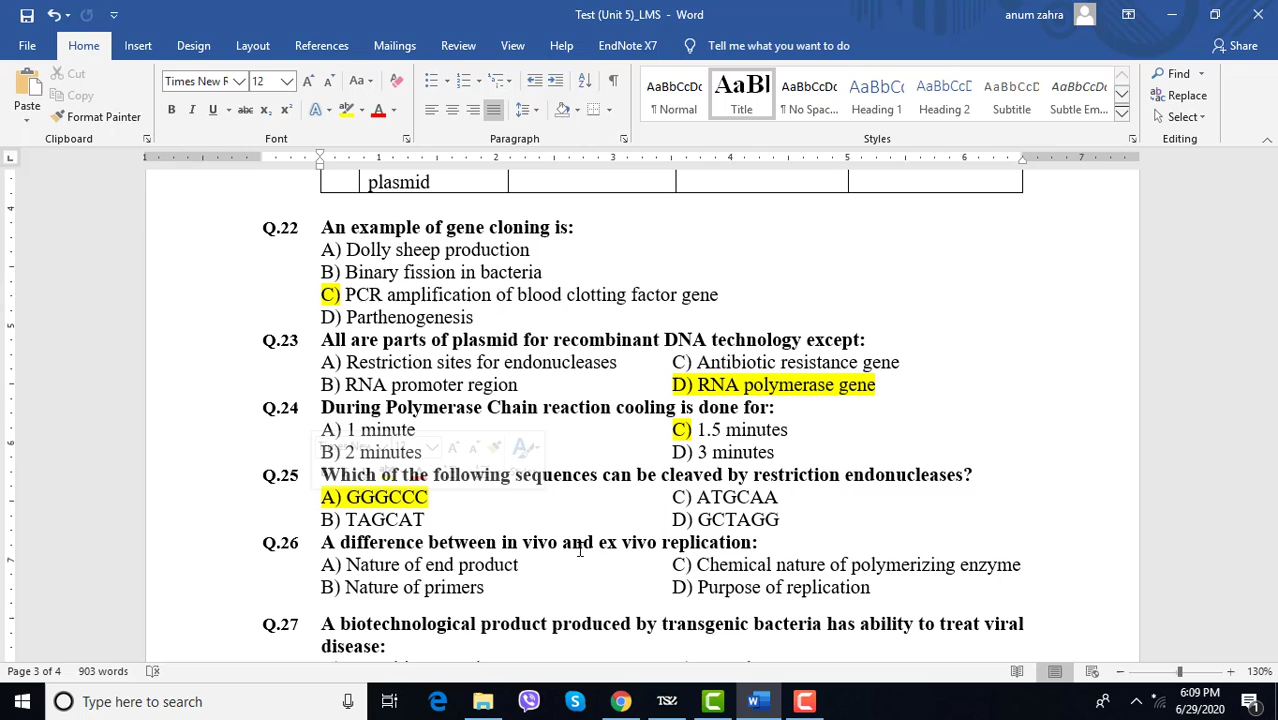 Test (Unit 5)_LMS - Word
anum zahra
File Home Insert Design Layout References Mailings Review View Help EndNote X7 Tell me what you want to do Share
Paste
Cut
Copy
Format Painter
Clipboard
Times New R 12
Font
Paragraph
AaBbCcDc ¶ Normal
AaBl Title
AaBbCcDc ¶ No Spac...
AaBbCc Heading 1
AaBbCcD Heading 2
AaBbCcD Subtitle
AaBbCcDc Subtle Em...
Styles
Find
Replace
Select
Editing
plasmid
Q.22 An example of gene cloning is:
A) Dolly sheep production
B) Binary fission in bacteria
C) PCR amplification of blood clotting factor gene
D) Parthenogenesis
Q.23 All are parts of plasmid for recombinant DNA technology except:
A) Restriction sites for endonucleases C) Antibiotic resistance gene
B) RNA promoter region D) RNA polymerase gene
Q.24 During Polymerase Chain reaction cooling is done for:
A) 1 minute C) 1.5 minutes
B) 2 minutes D) 3 minutes
Q.25 Which of the following sequences can be cleaved by restriction endonucleases?
A) GGGCCC C) ATGCAA
B) TAGCAT D) GCTAGG
Q.26 A difference between in vivo and ex vivo replication:
A) Nature of end product C) Chemical nature of polymerizing enzyme
B) Nature of primers D) Purpose of replication
Q.27 A biotechnological product produced by transgenic bacteria has ability to treat viral
disease:
Page 3 of 4 903 words 130%
Type here to search
6:09 PM
6/29/2020